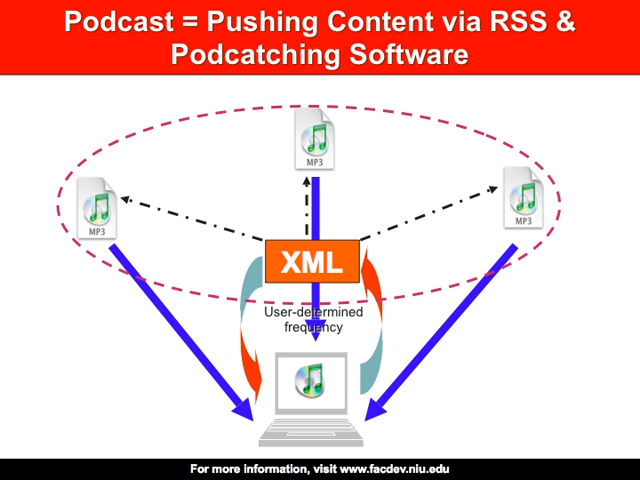 Podcast = Pushing Content via RSS &
Podcatching Software
MP3
MP3
MP3
XML
User-determined
frequency
For more information, visit www.facdev.niu.edu